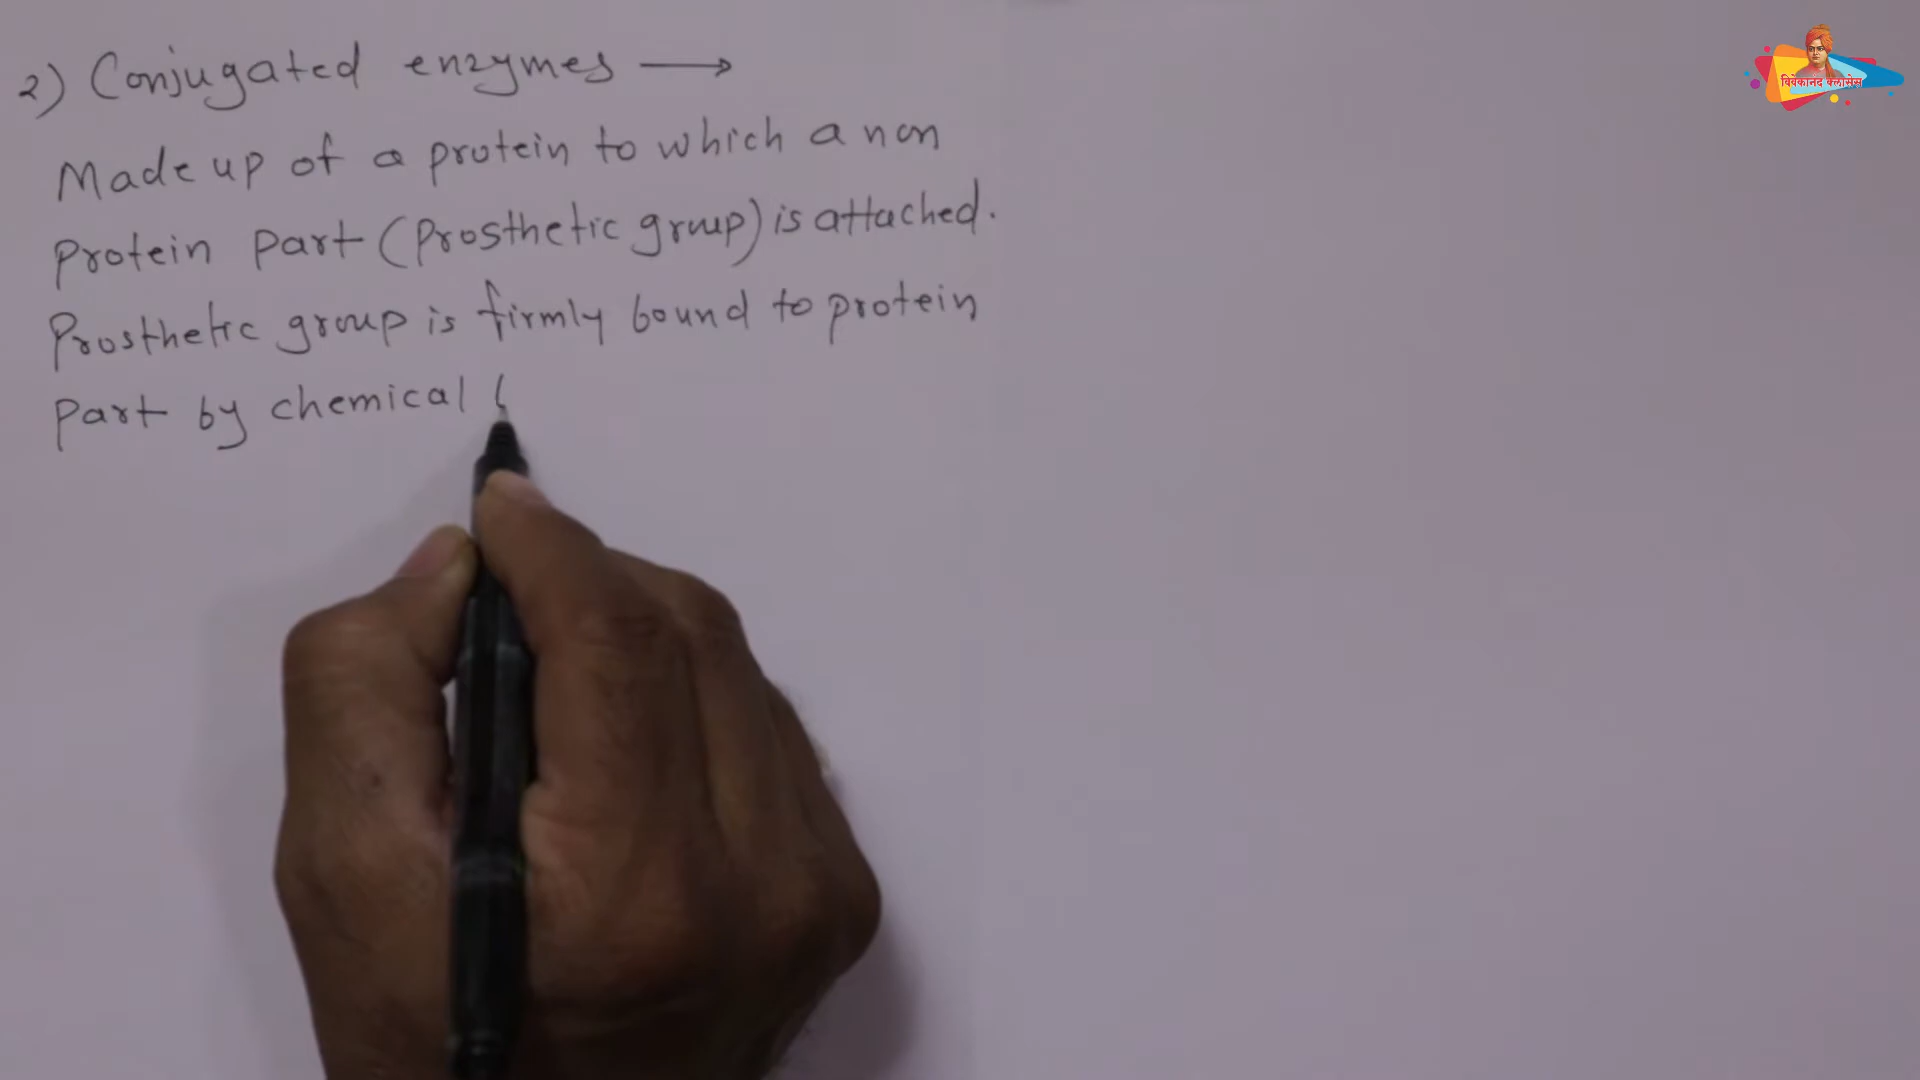 2) Conjugated enzymes →
Made up of a protein to which a non
Protein part (Prosthetic group) is attached.
Prosthetic group is firmly bound to protein
Part by chemical
विवेकानंद क्लासेस